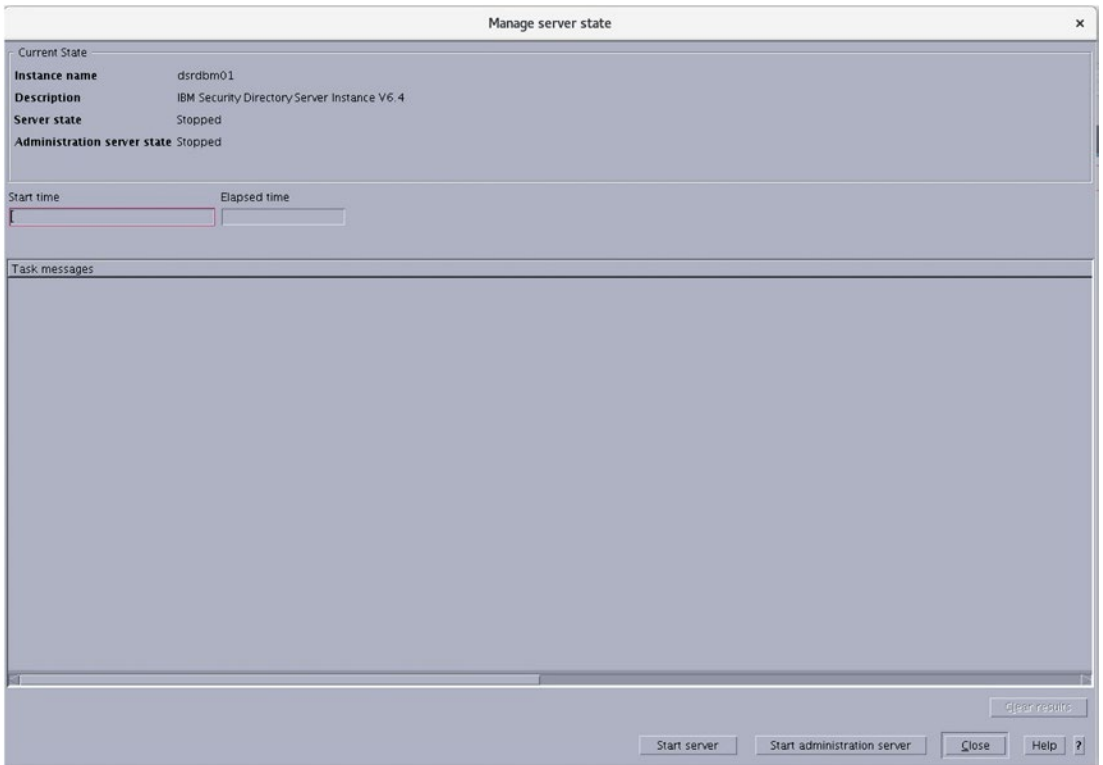 Manage server state
×
Current State
Instance name dsrdbm01
Description IBM Security Directory Server Instance V6.4
Server state Stopped
Administration server state Stopped
Start time Elapsed time
Task messages
Clear results
Start server Start administration server Close Help ?